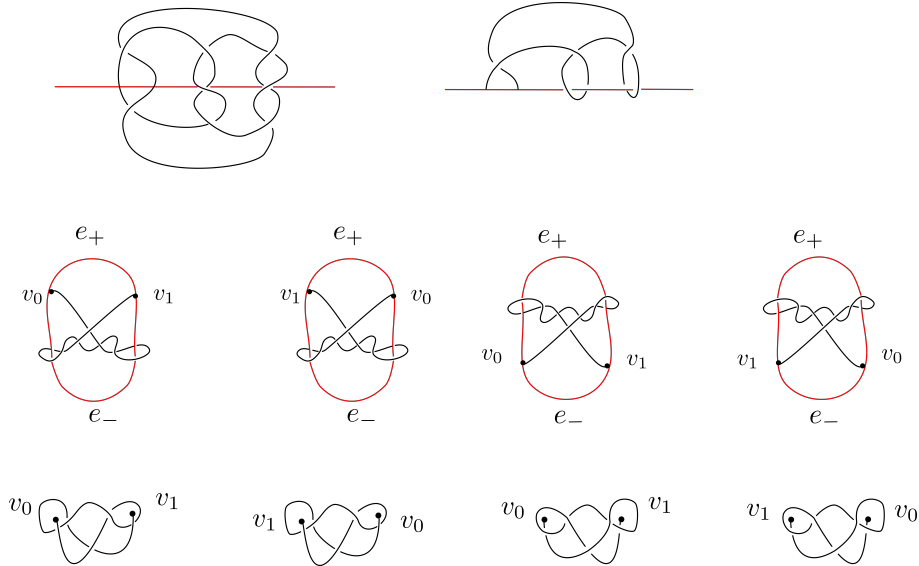 e₊ e₊ e₊ e₊
v₀ v₁ v₁ v₀
v₀ v₁ v₁ v₀
e₋ e₋ e₋ e₋
v₀ v₁ v₁ v₀ v₀ v₁ v₁ v₀